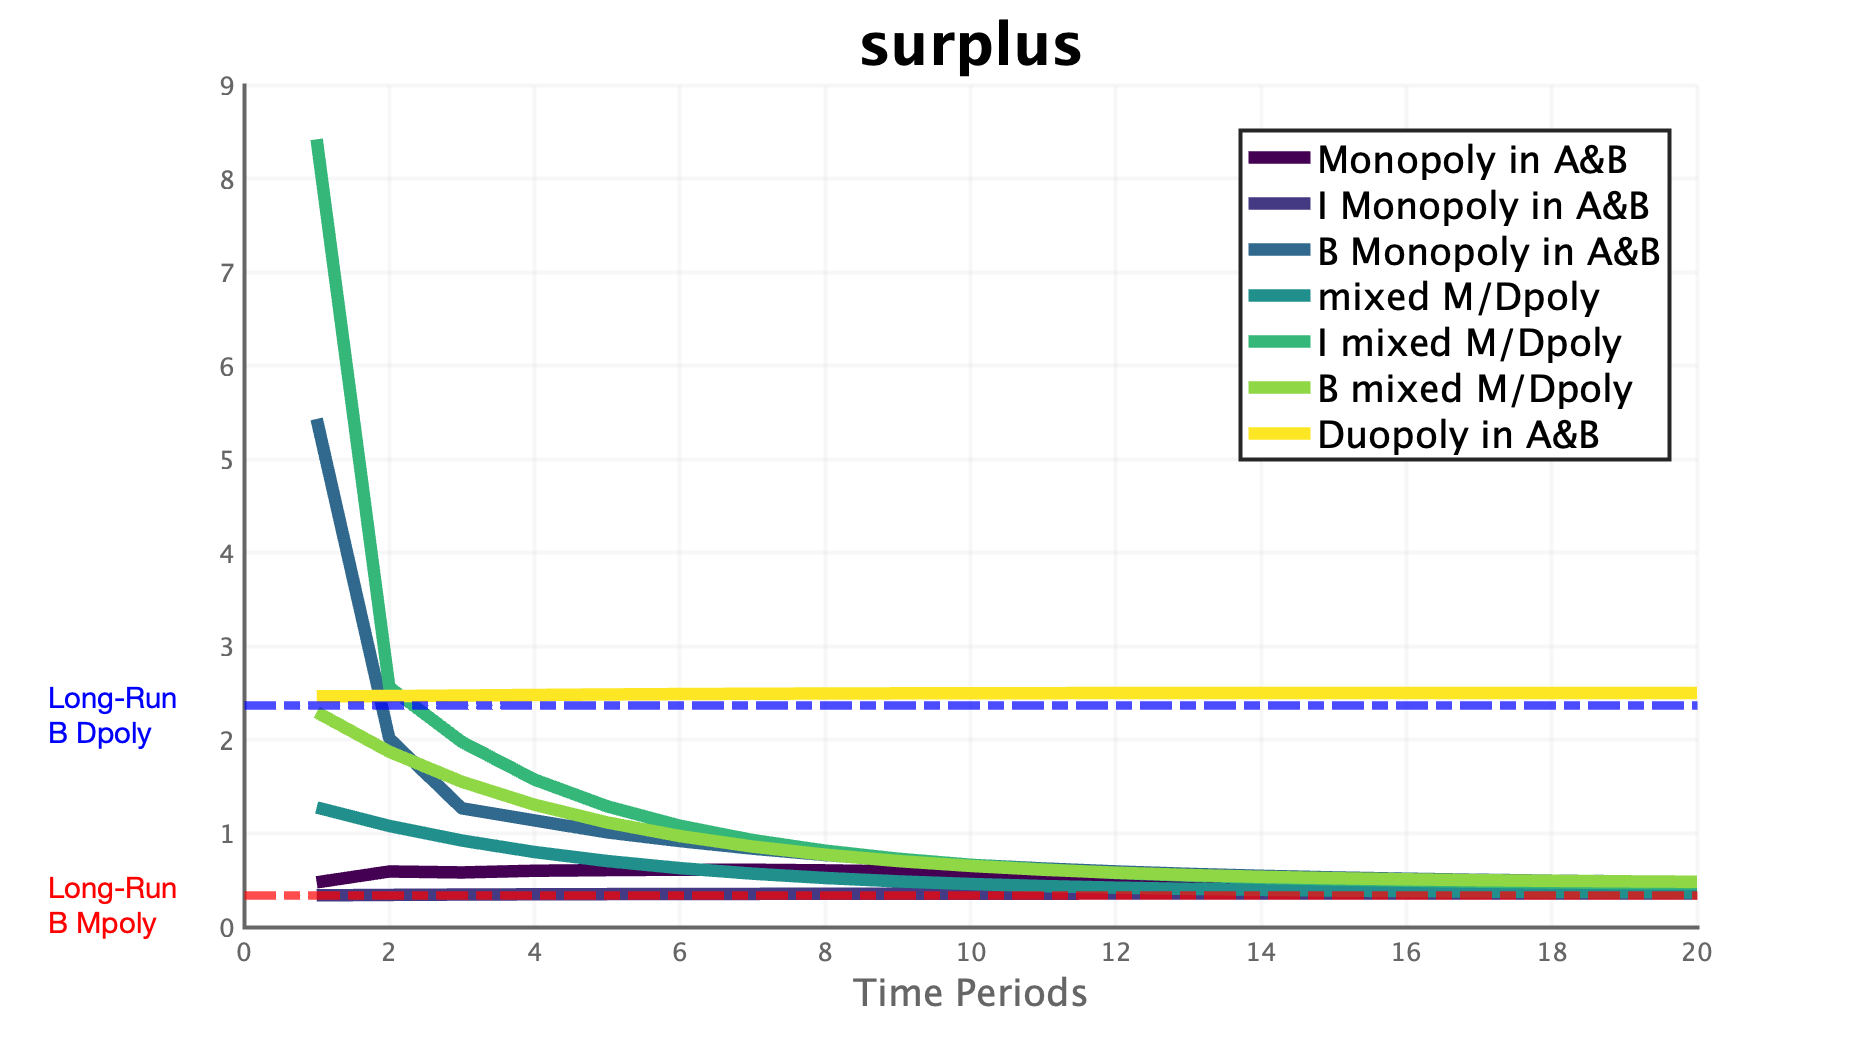 surplus
9
8
7
6
5
4
3
2
1
0
Monopoly in A&B
I Monopoly in A&B
B Monopoly in A&B
mixed M/Dpoly
I mixed M/Dpoly
B mixed M/Dpoly
Duopoly in A&B
Long-Run
B Dpoly
Long-Run
B Mpoly
0 2 4 6 8 10 12 14 16 18 20
Time Periods